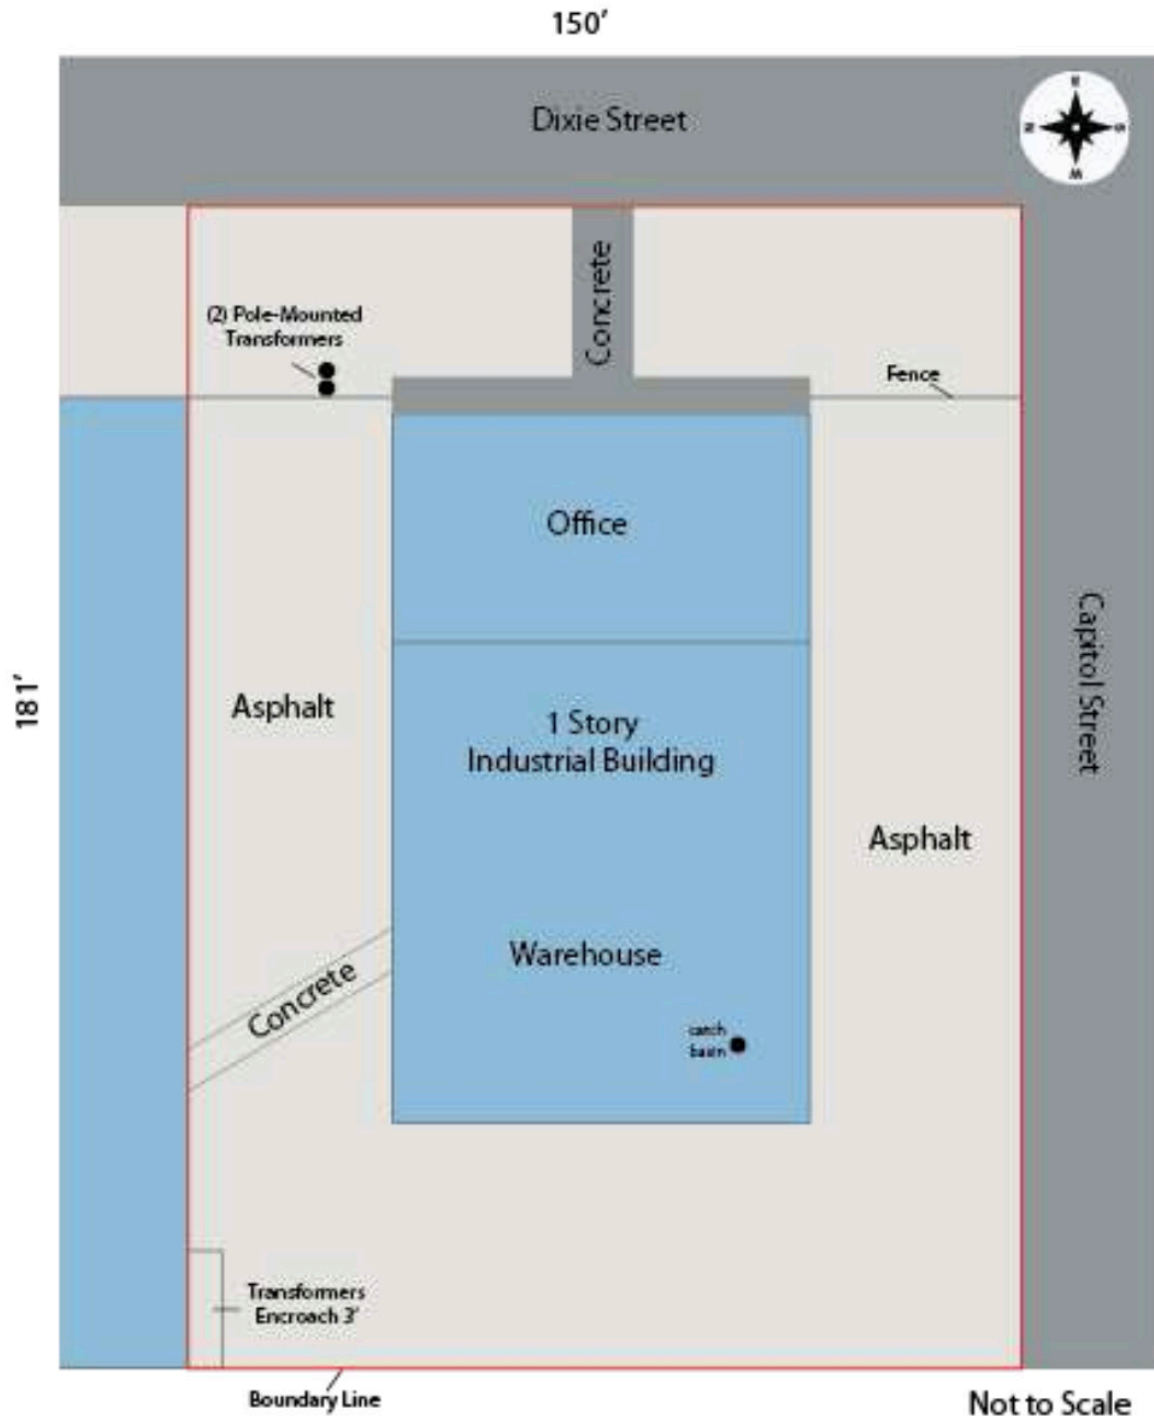 150'
Dixie Street
Concrete
(2) Pole-Mounted
Transformers
Fence
Office
181'
Capitol Street
Asphalt
1 Story
Industrial Building
Asphalt
Warehouse
Concrete
catch
basin
Transformers
Encroach 3'
Boundary Line
Not to Scale